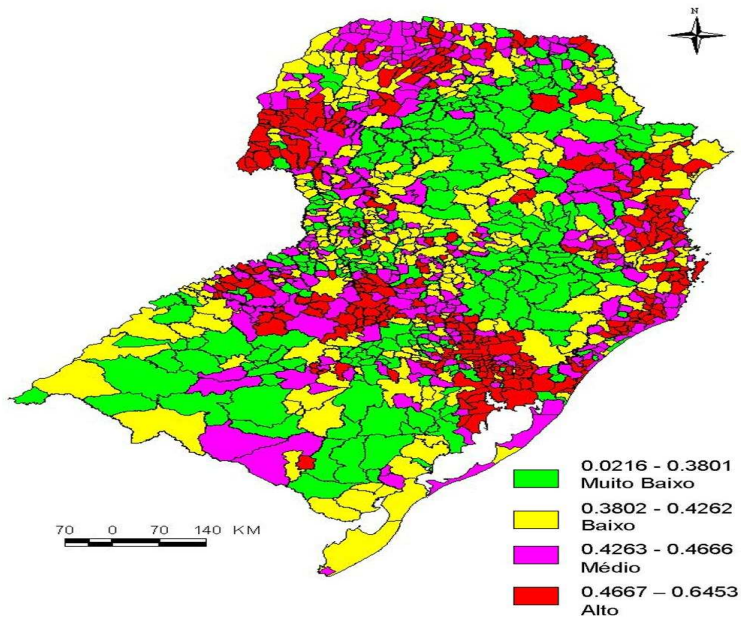 N
0.0216 - 0.3801
Muito Baixo
0.3802 - 0.4262
Baixo
0.4263 - 0.4666
Médio
0.4667 – 0.6453
Alto
70 0 70 140 KM